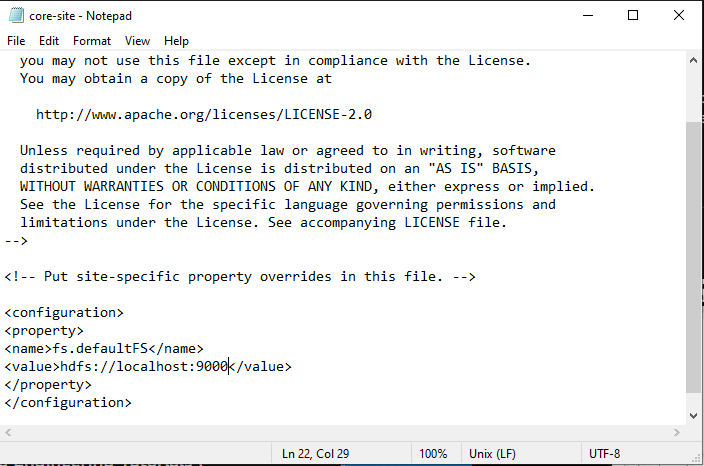 core-site - Notepad
File Edit Format View Help
you may not use this file except in compliance with the License.
You may obtain a copy of the License at
http://www.apache.org/licenses/LICENSE-2.0
Unless required by applicable law or agreed to in writing, software
distributed under the License is distributed on an "AS IS" BASIS,
WITHOUT WARRANTIES OR CONDITIONS OF ANY KIND, either express or implied.
See the License for the specific language governing permissions and
limitations under the License. See accompanying LICENSE file.
-->
<!-- Put site-specific property overrides in this file. -->
<configuration>
<property>
<name>fs.defaultFS</name>
<value>hdfs://localhost:9000</value>
</property>
</configuration>
Ln 22, Col 29 100% Unix (LF) UTF-8